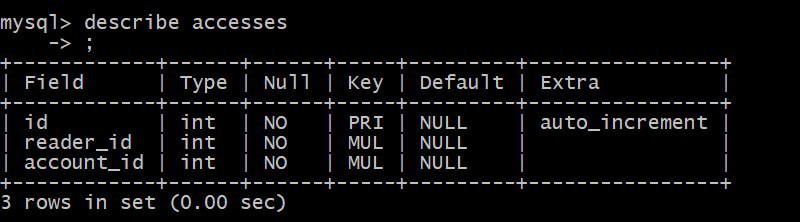 mysql> describe accesses
    -> ;
+------------+------+------+-----+---------+----------------+
| Field      | Type | Null | Key | Default | Extra          |
+------------+------+------+-----+---------+----------------+
| id         | int  | NO   | PRI | NULL    | auto_increment |
| reader_id  | int  | NO   | MUL | NULL    |                |
| account_id | int  | NO   | MUL | NULL    |                |
+------------+------+------+-----+---------+----------------+
3 rows in set (0.00 sec)